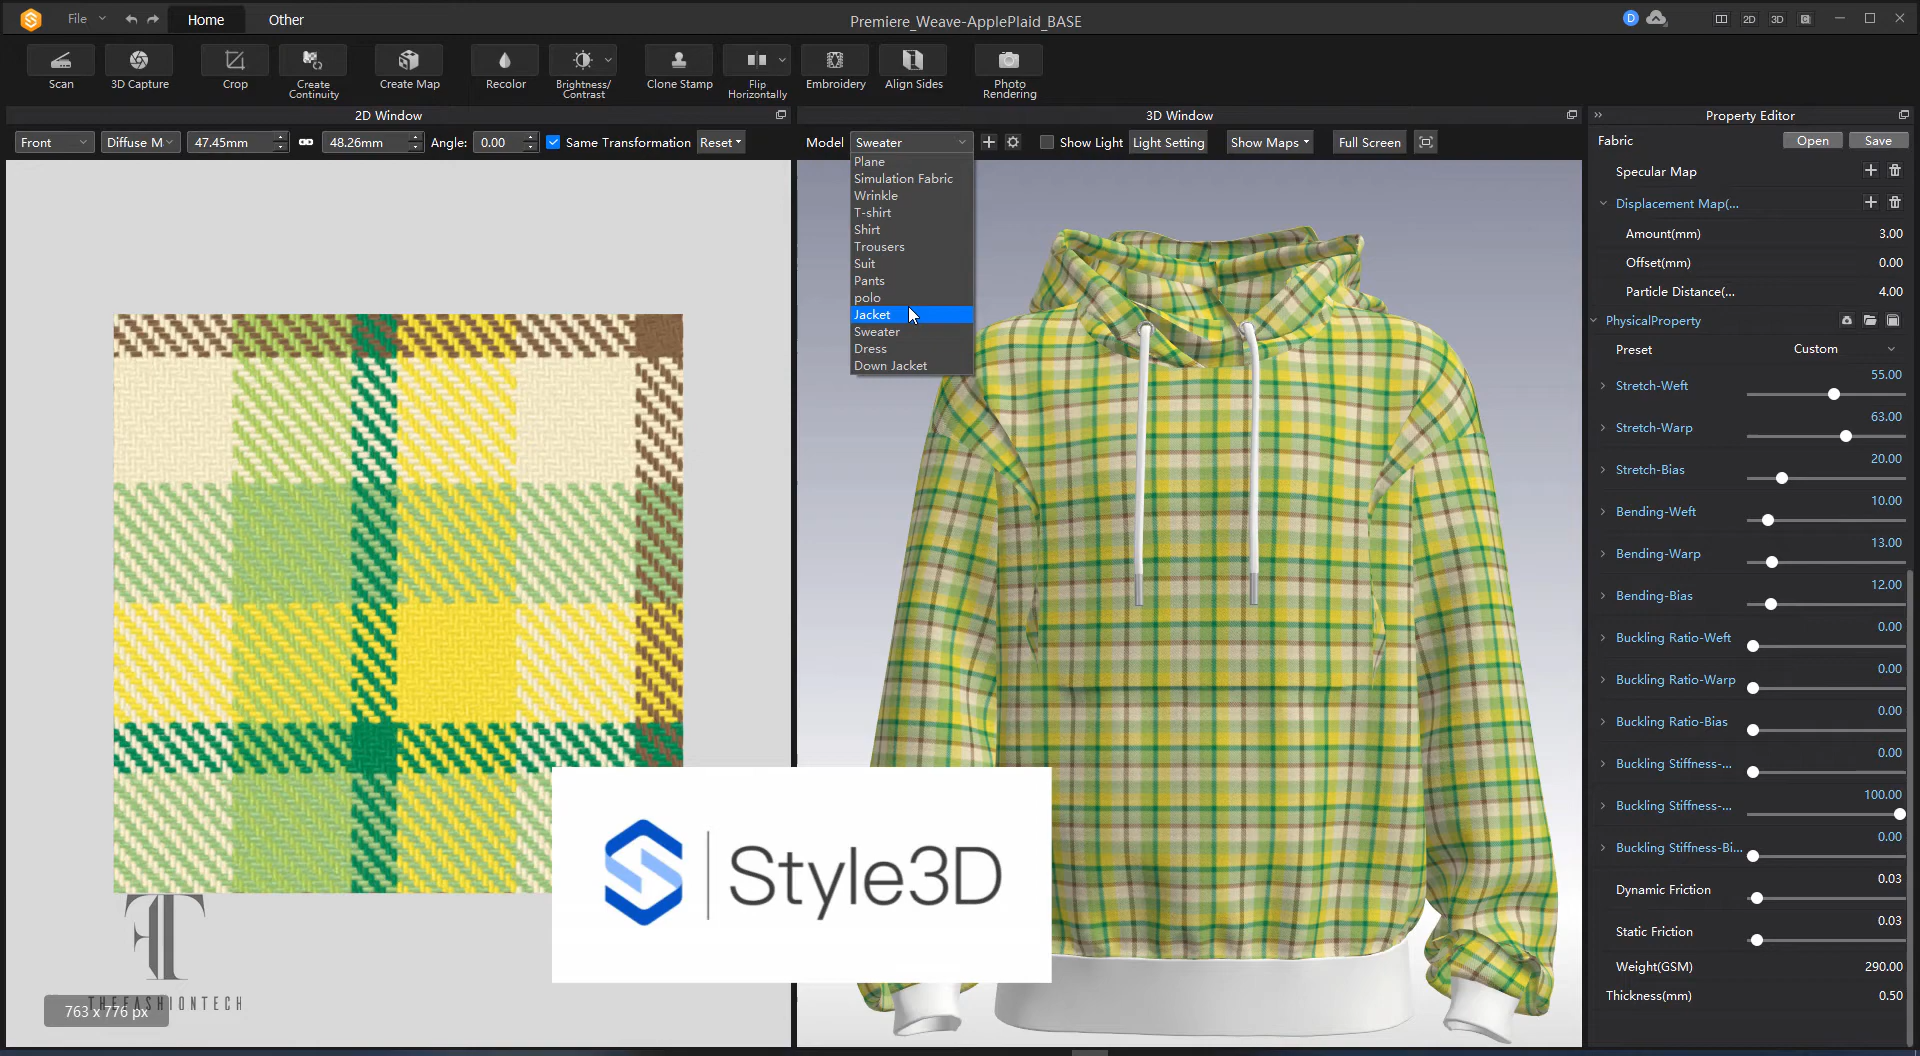 File
Home
Other
Premiere_Weave-ApplePlaid_BASE
D
2D
3D
Scan
3D Capture
Crop
Create Continuity
Create Map
Recolor
Brightness/ Contrast
Clone Stamp
Flip Horizontally
Embroidery
Align Sides
Photo Rendering
2D Window
3D Window
Property Editor
Front
Diffuse M
47.45mm
48.26mm
Angle:
0.00
Same Transformation
Reset
Model
Sweater
Show Light
Light Setting
Show Maps
Full Screen
Plane
Simulation Fabric
Wrinkle
T-shirt
Shirt
Trousers
Suit
Pants
polo
Jacket
Sweater
Dress
Down Jacket
Fabric
Open
Save
Specular Map
Displacement Map(...
Amount(mm) 3.00
Offset(mm) 0.00
Particle Distance(... 4.00
PhysicalProperty
Preset Custom
Stretch-Weft 55.00
Stretch-Warp 63.00
Stretch-Bias 20.00
Bending-Weft 10.00
Bending-Warp 13.00
Bending-Bias 12.00
Buckling Ratio-Weft 0.00
Buckling Ratio-Warp 0.00
Buckling Ratio-Bias 0.00
Buckling Stiffness-... 0.00
Buckling Stiffness-... 100.00
Buckling Stiffness-Bi... 0.00
Dynamic Friction 0.03
Static Friction 0.03
Weight(GSM) 290.00
Thickness(mm) 0.50
Style3D
THEFASHIONTECH
763 x 776 px